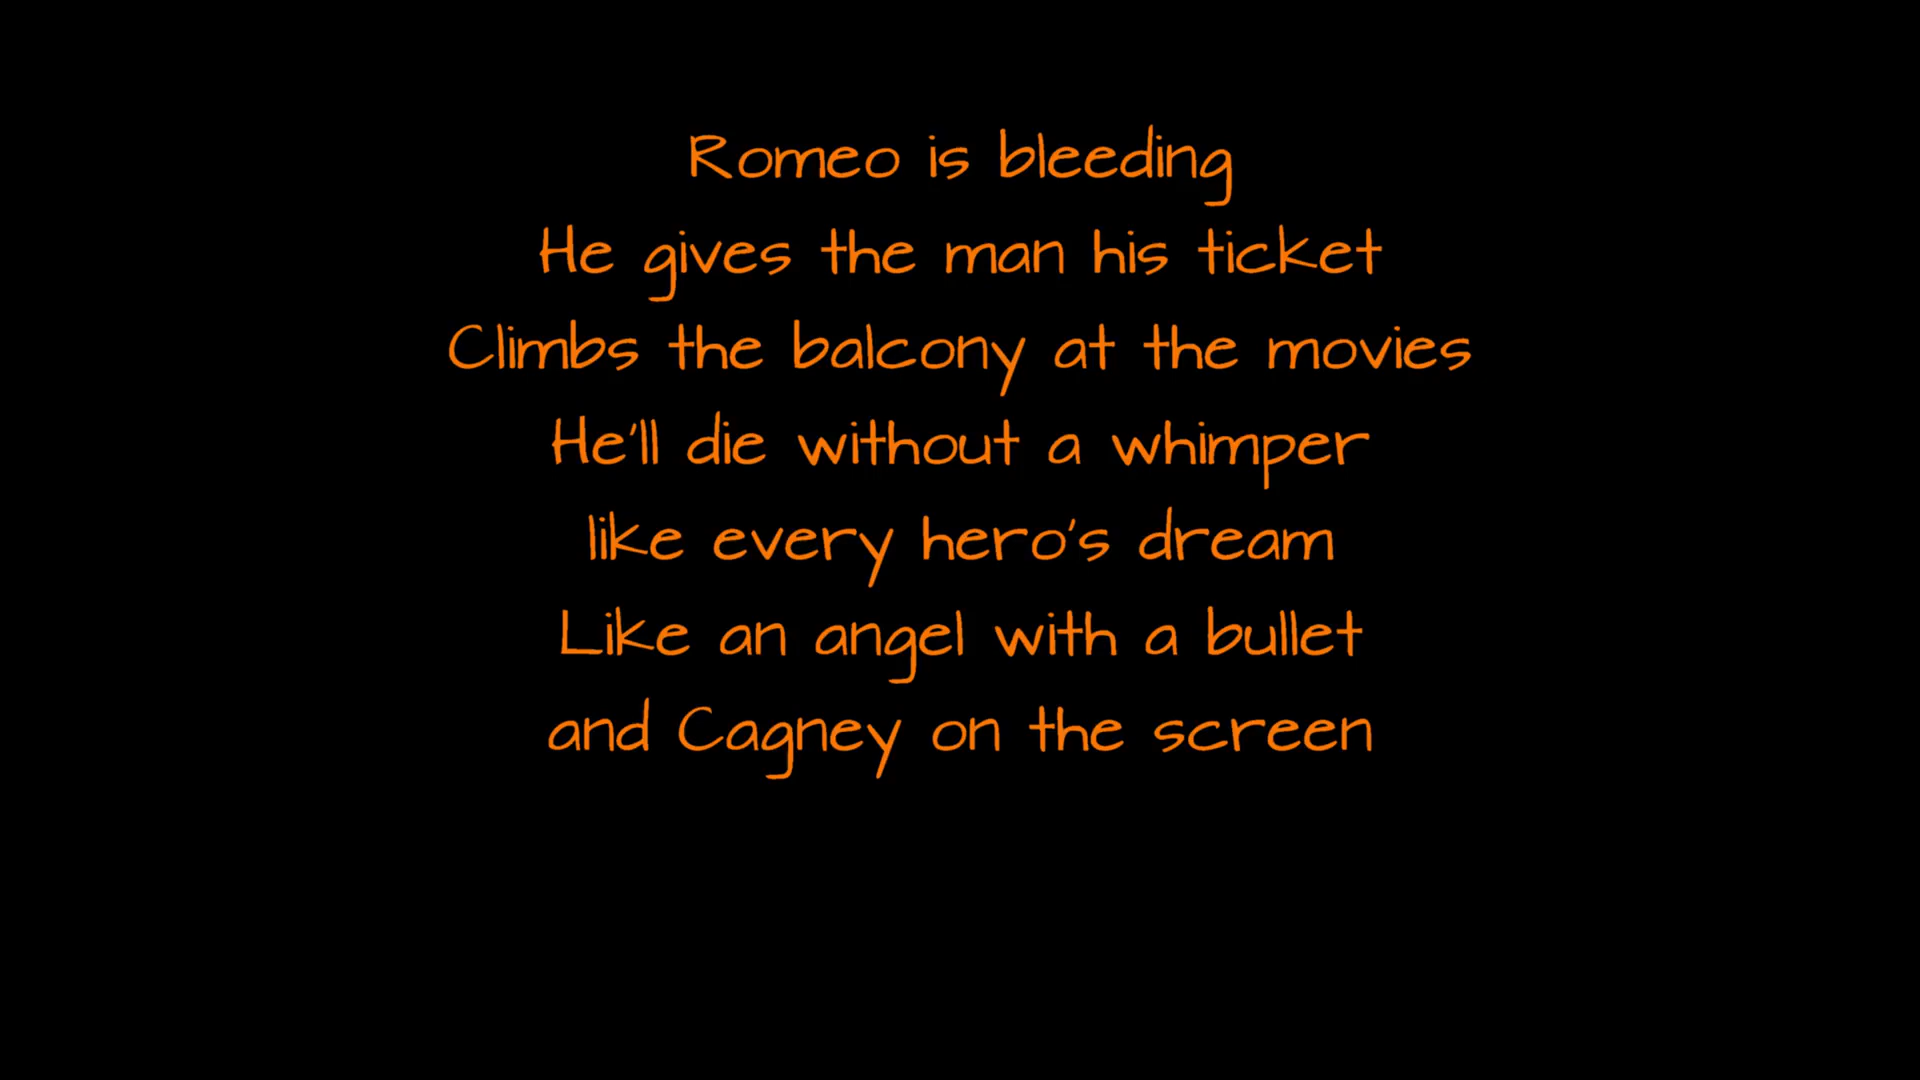 Romeo is bleeding
He gives the man his ticket
Climbs the balcony at the movies
He'll die without a whimper
like every hero's dream
Like an angel with a bullet
and Cagney on the screen